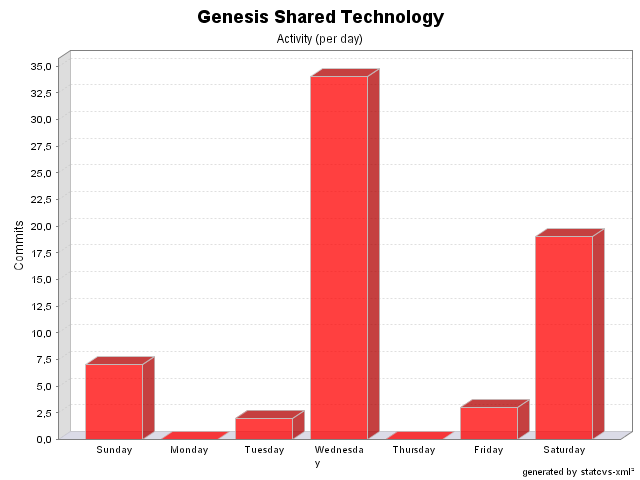 Genesis Shared Technology
Activity (per day)
35,0
32,5
30,0
27,5
25,0
22,5
20,0
17,5
15,0
12,5
10,0
7,5
5,0
2,5
0,0
Commits
Sunday Monday Tuesday Wednesda Thursday Friday Saturday
y
generated by statcvs-xml²